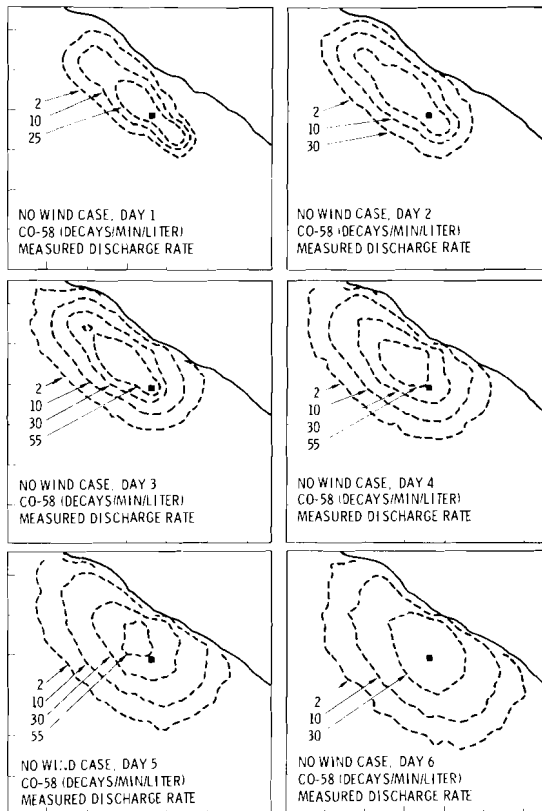 2
10
25
NO WIND CASE, DAY 1
CO-58 (DECAYS/MIN/LITER)
MEASURED DISCHARGE RATE
2
10
30
NO WIND CASE, DAY 2
CO-58 (DECAYS/MIN/LITER)
MEASURED DISCHARGE RATE
2
10
30
55
NO WIND CASE, DAY 3
CO-58 (DECAYS/MIN/LITER)
MEASURED DISCHARGE RATE
2
10
30
55
NO WIND CASE, DAY 4
CO-58 (DECAYS/MIN/LITER)
MEASURED DISCHARGE RATE
2
10
30
55
NO WIND CASE, DAY 5
CO-58 (DECAYS/MIN/LITER)
MEASURED DISCHARGE RATE
2
10
30
NO WIND CASE, DAY 6
CO-58 (DECAYS/MIN/LITER)
MEASURED DISCHARGE RATE